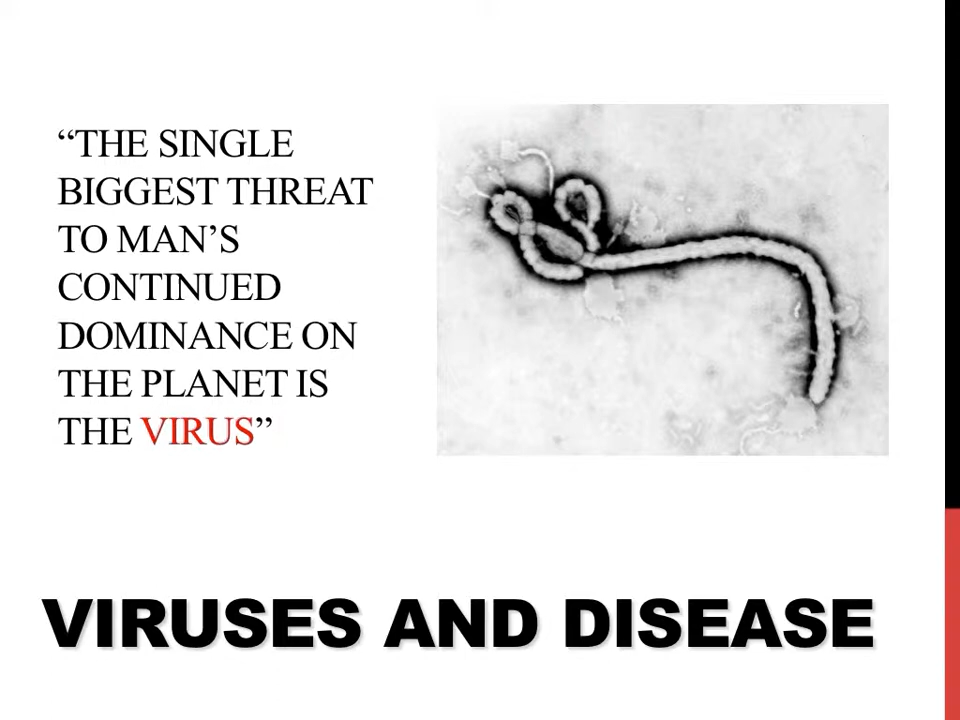 “THE SINGLE
BIGGEST THREAT
TO MAN’S
CONTINUED
DOMINANCE ON
THE PLANET IS
THE VIRUS”
VIRUSES AND DISEASE